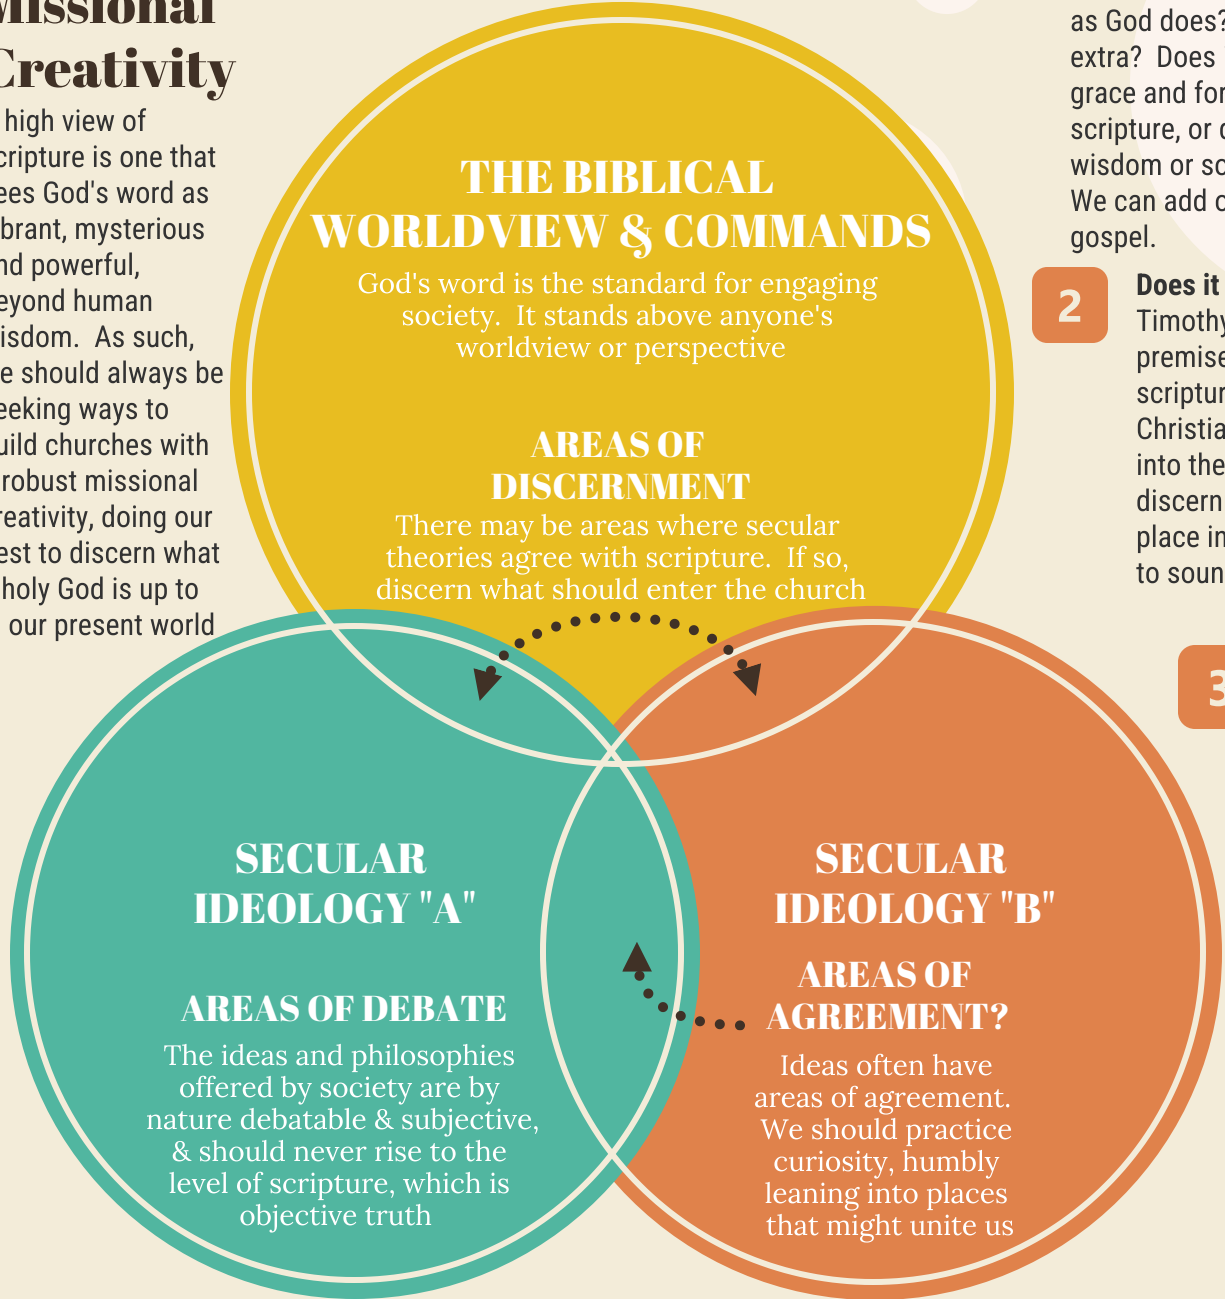 Missional
Creativity
high view of
cripture is one that
ees God's word as
brant, mysterious
nd powerful,
eyond human
isdom.  As such,
e should always be
eeking ways to
uild churches with
robust missional
reativity, doing our
est to discern what
holy God is up to
our present world
THE BIBLICAL
WORLDVIEW & COMMANDS
God's word is the standard for engaging
society.  It stands above anyone's
worldview or perspective
AREAS OF
DISCERNMENT
There may be areas where secular
theories agree with scripture.  If so,
discern what should enter the church
as God does?
extra?  Does
grace and for
scripture, or
wisdom or so
We can add
gospel.
2
Does it
Timothy
premise
scriptur
Christia
into the
discern
place in
to soun
3
SECULAR
IDEOLOGY "A"
AREAS OF DEBATE
The ideas and philosophies
offered by society are by
nature debatable & subjective,
& should never rise to the
level of scripture, which is
objective truth
SECULAR
IDEOLOGY "B"
AREAS OF
AGREEMENT?
Ideas often have
areas of agreement.
We should practice
curiosity, humbly
leaning into places
that might unite us